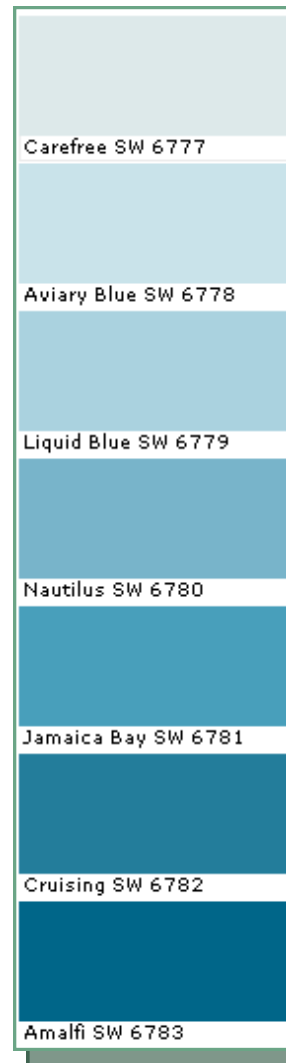 Carefree SW 6777
Aviary Blue SW 6778
Liquid Blue SW 6779
Nautilus SW 6780
Jamaica Bay SW 6781
Cruising SW 6782
Amalfi SW 6783